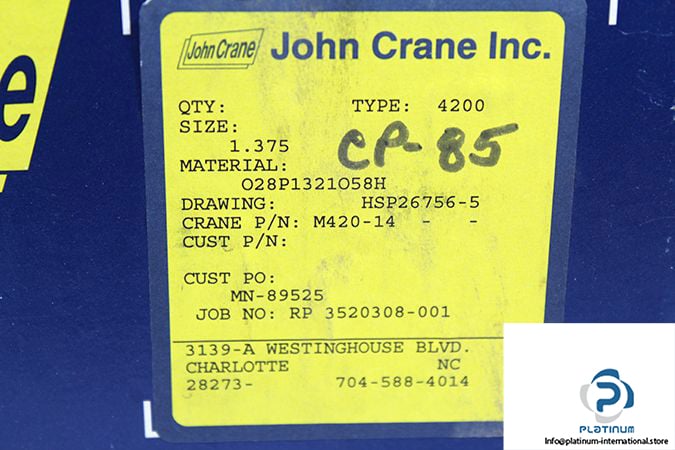 e
John Crane
John Crane Inc.
QTY: TYPE: 4200
SIZE:
1.375
CP-85
MATERIAL:
O28P1321O58H
DRAWING: HSP26756-5
CRANE P/N: M420-14 - -
CUST P/N:
CUST PO:
MN-89525
JOB NO: RP 3520308-001
3139-A WESTINGHOUSE BLVD.
CHARLOTTE NC
28273- 704-588-4014
PLATINUM
Info@platinum-international.store